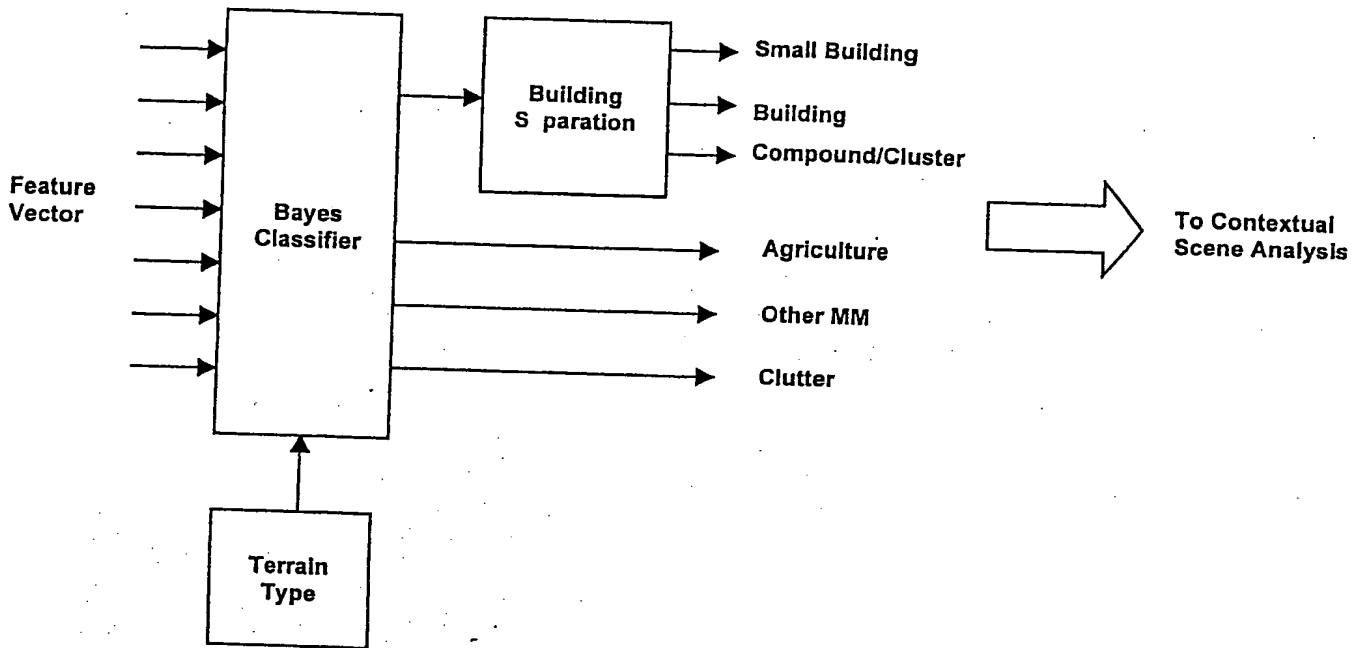 Small Building
Building
S paration
Building
Compound/Cluster
Feature
Vector
Bayes
Classifier
To Contextual
Scene Analysis
Agriculture
Other MM
Clutter
Terrain
Type